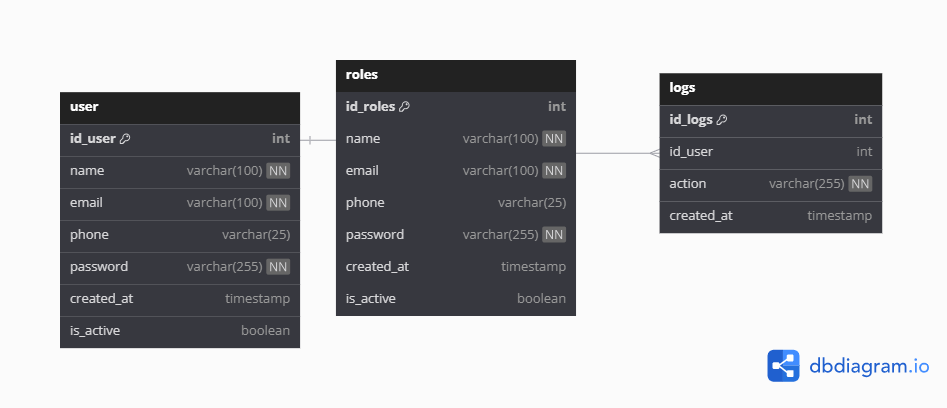 user
id_user int
name varchar(100) NN
email varchar(100) NN
phone varchar(25)
password varchar(255) NN
created_at timestamp
is_active boolean
roles
id_roles int
name varchar(100) NN
email varchar(100) NN
phone varchar(25)
password varchar(255) NN
created_at timestamp
is_active boolean
logs
id_logs int
id_user int
action varchar(255) NN
created_at timestamp
dbdiagram.io